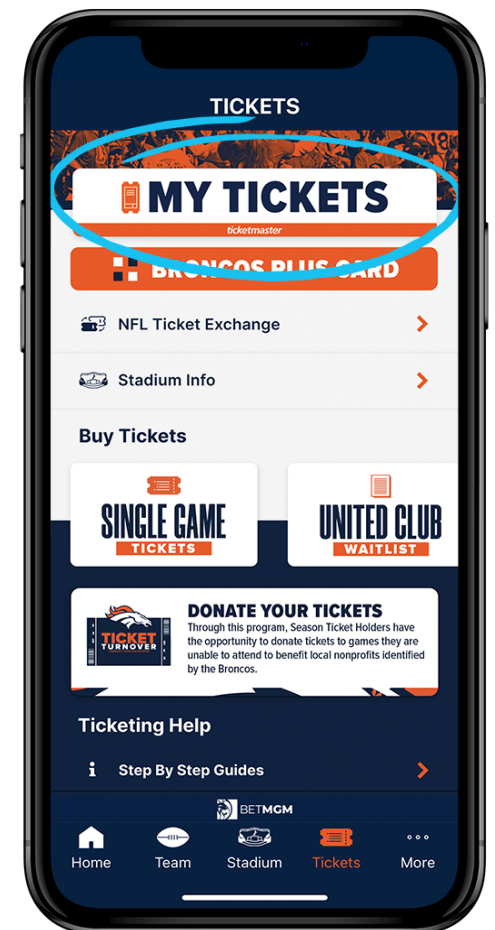 TICKETS
MY TICKETS
ticketmaster
BRONCOS PLUS CARD
NFL Ticket Exchange
Stadium Info
Buy Tickets
SINGLE GAME
TICKETS
UNITED CLUB
WAITLIST
TICKET
TURNOVER
DONATE YOUR TICKETS
Through this program, Season Ticket Holders have
the opportunity to donate tickets to games they are
unable to attend to benefit local nonprofits identified
by the Broncos.
Ticketing Help
Step By Step Guides
BETMGM
Home
Team
Stadium
Tickets
More